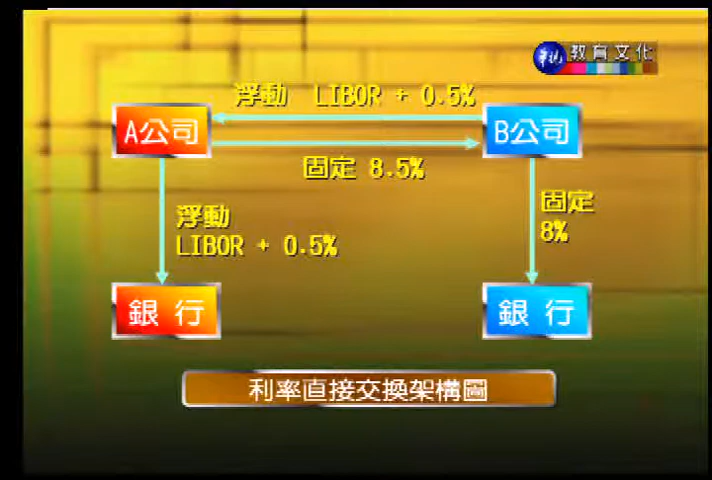 華視 教育文化
浮動 LIBOR + 0.5%
A公司
B公司
固定 8.5%
浮動
LIBOR + 0.5%
固定
8%
銀 行
銀 行
利率直接交換架構圖